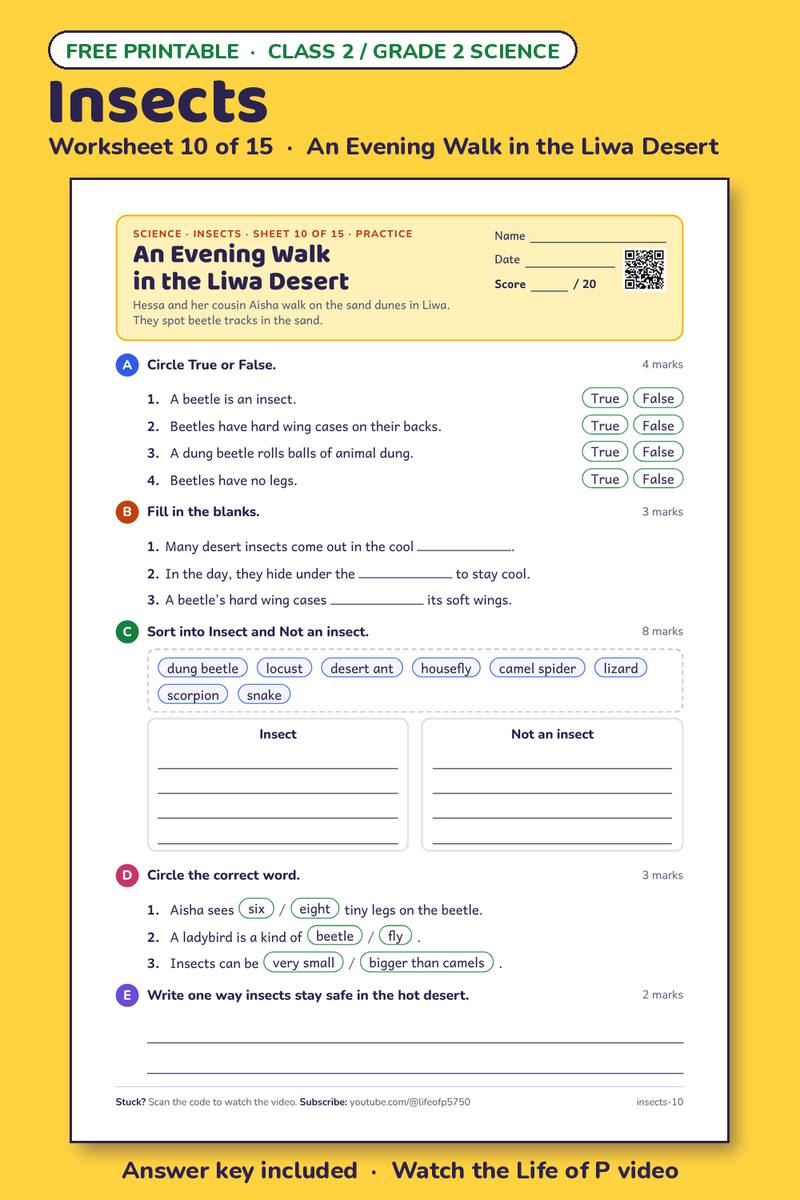 FREE PRINTABLE · CLASS 2 / GRADE 2 SCIENCE
Insects
Worksheet 10 of 15 · An Evening Walk in the Liwa Desert
SCIENCE · INSECTS · SHEET 10 OF 15 · PRACTICE
An Evening Walk
in the Liwa Desert
Hessa and her cousin Aisha walk on the sand dunes in Liwa.
They spot beetle tracks in the sand.
Name ____________
Date ____________
Score ______ / 20
A Circle True or False. 4 marks
1. A beetle is an insect. True False
2. Beetles have hard wing cases on their backs. True False
3. A dung beetle rolls balls of animal dung. True False
4. Beetles have no legs. True False
B Fill in the blanks. 3 marks
1. Many desert insects come out in the cool ____________.
2. In the day, they hide under the ____________ to stay cool.
3. A beetle's hard wing cases ____________ its soft wings.
C Sort into Insect and Not an insect. 8 marks
dung beetle locust desert ant housefly camel spider lizard
scorpion snake
Insect Not an insect
D Circle the correct word. 3 marks
1. Aisha sees six / eight tiny legs on the beetle.
2. A ladybird is a kind of beetle / fly .
3. Insects can be very small / bigger than camels .
E Write one way insects stay safe in the hot desert. 2 marks
Stuck? Scan the code to watch the video. Subscribe: youtube.com/@lifeofp5750 insects-10
Answer key included · Watch the Life of P video